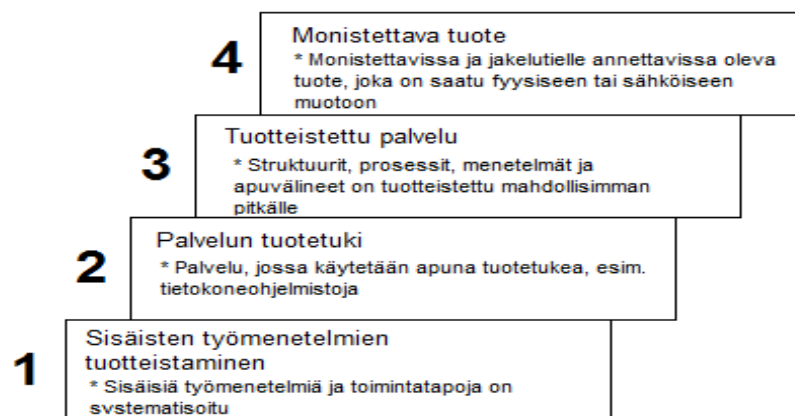 4
Monistettava tuote
* Monistettavissa ja jakelutielle annettavissa oleva
tuote, joka on saatu fyysiseen tai sähköiseen
muotoon
3
Tuotteistettu palvelu
* Struktuurit, prosessit, menetelmät ja
apuvälineet on tuotteistettu mahdollisimman
pitkälle
2
Palvelun tuotetuki
* Palvelu, jossa käytetään apuna tuotetukea, esim.
tietokoneohjelmistoja
1
Sisäisten työmenetelmien
tuotteistaminen
* Sisäisiä työmenetelmiä ja toimintatapoja on
systematisoitu